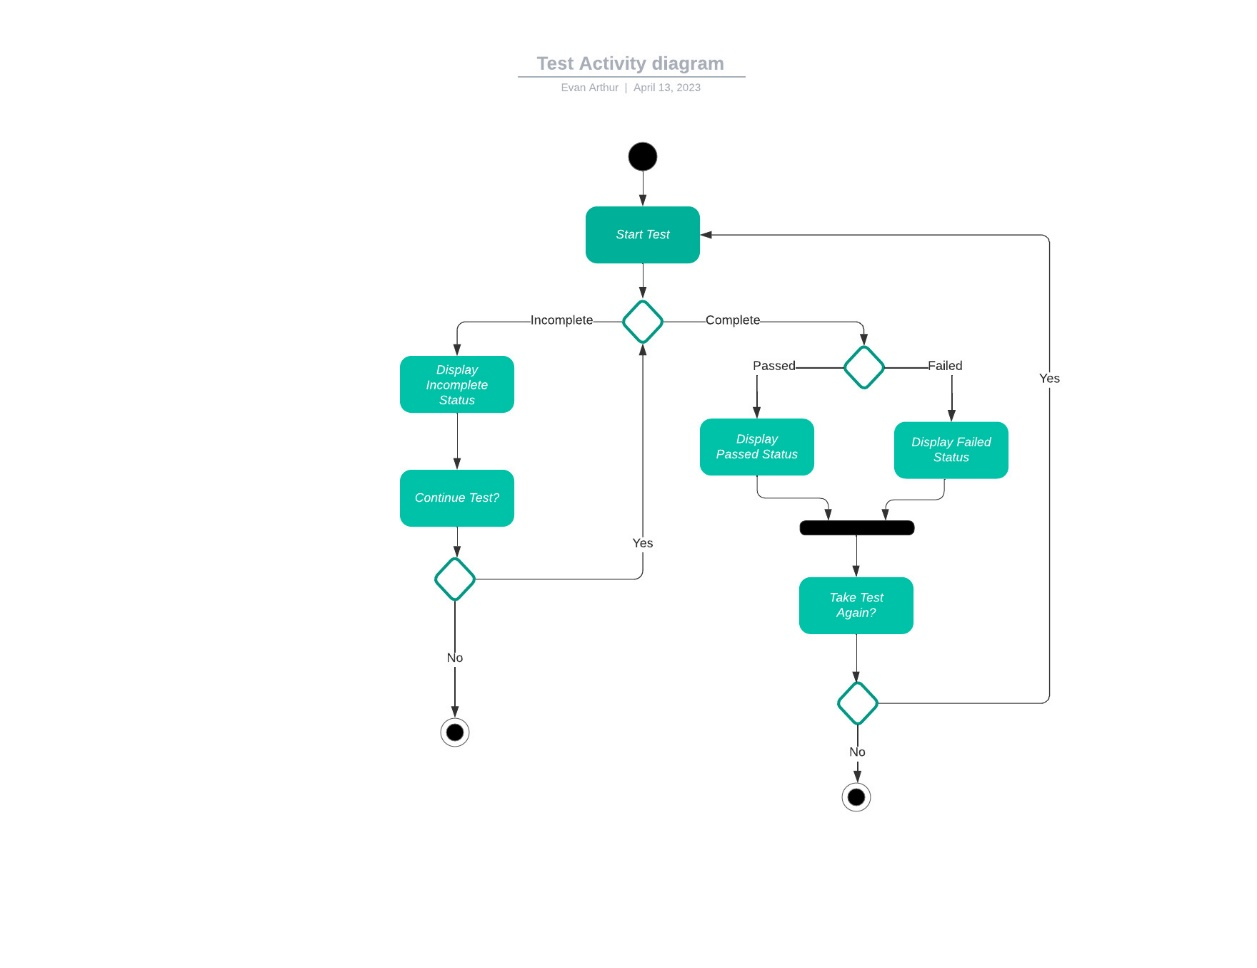 Test Activity diagram
Evan Arthur | April 13, 2023
Start Test
Incomplete
Complete
Passed
Failed
Yes
Display
Incomplete
Status
Display
Passed Status
Display Failed
Status
Continue Test?
Yes
Take Test
Again?
No
No